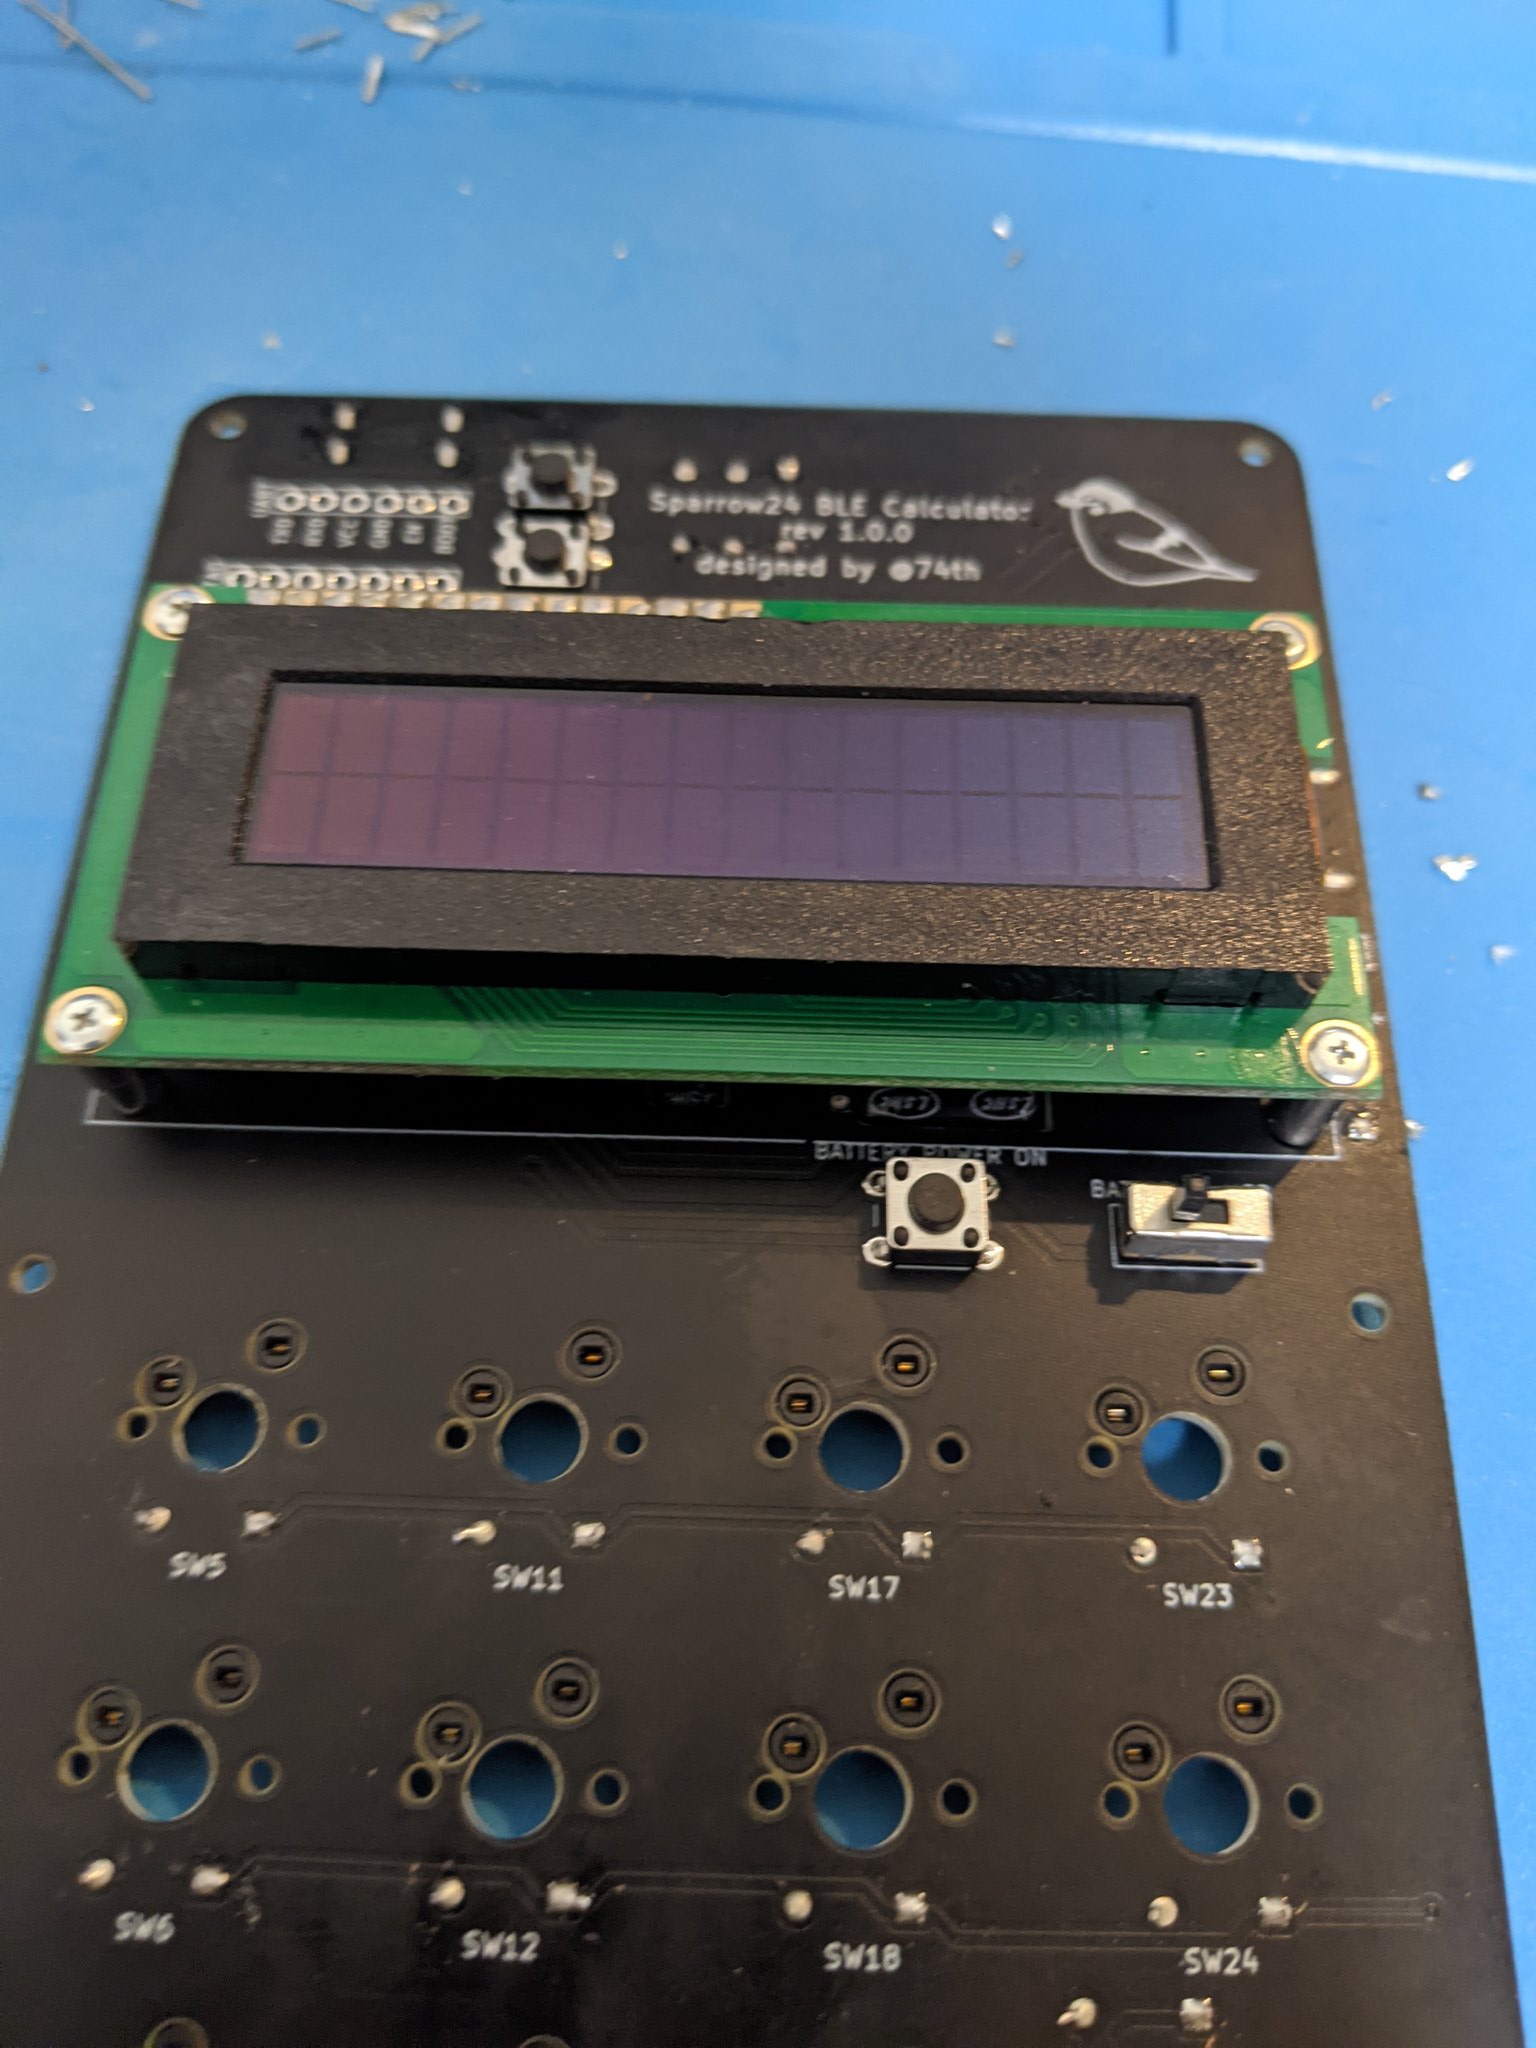 Sparrow24 BLE Calculator
rev 1.0.0
designed by @74th
BATTERY POWER ON
SW5
SW11
SW17
SW23
SW6
SW12
SW18
SW24